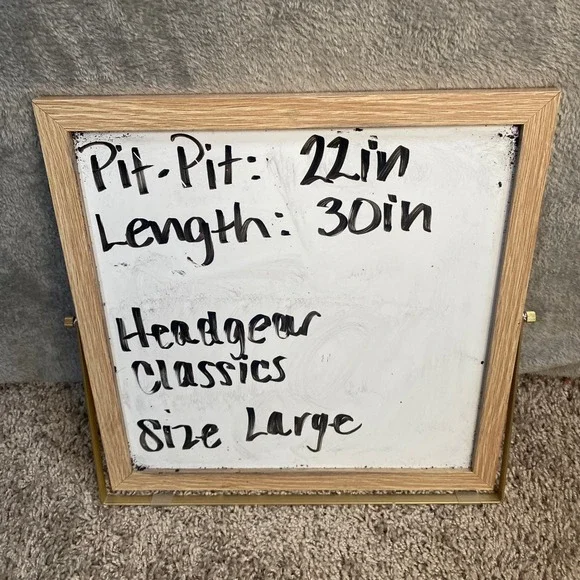 Pit-Pit: 22in
Length: 30in
Headgear
Classics
Size Large